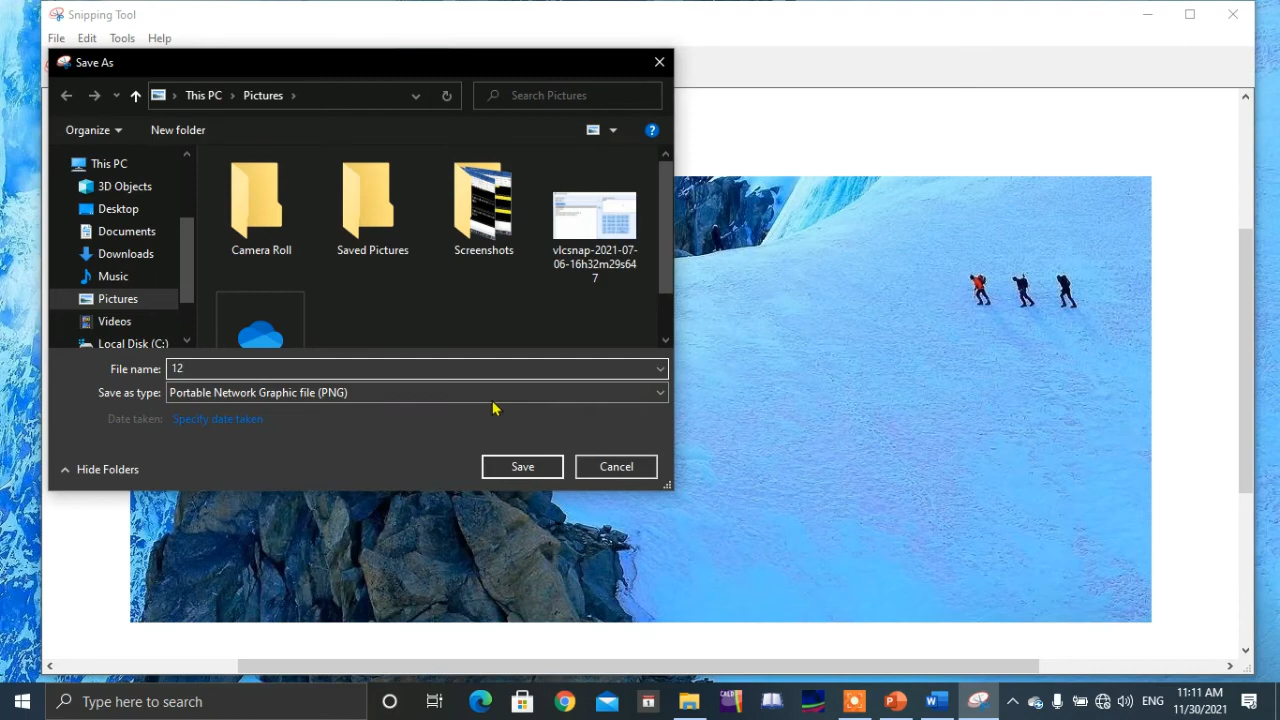 Snipping Tool
File Edit Tools Help
Save As
This PC Pictures
Search Pictures
Organize New folder
This PC
3D Objects
Desktop
Documents
Downloads
Music
Pictures
Videos
Local Disk (C:)
Camera Roll
Saved Pictures
Screenshots
vlcsnap-2021-07-
06-16h32m29s64
7
File name: 12
Save as type: Portable Network Graphic file (PNG)
Date taken: Specify date taken
Hide Folders
Save
Cancel
Type here to search
ENG
11:11 AM
11/30/2021